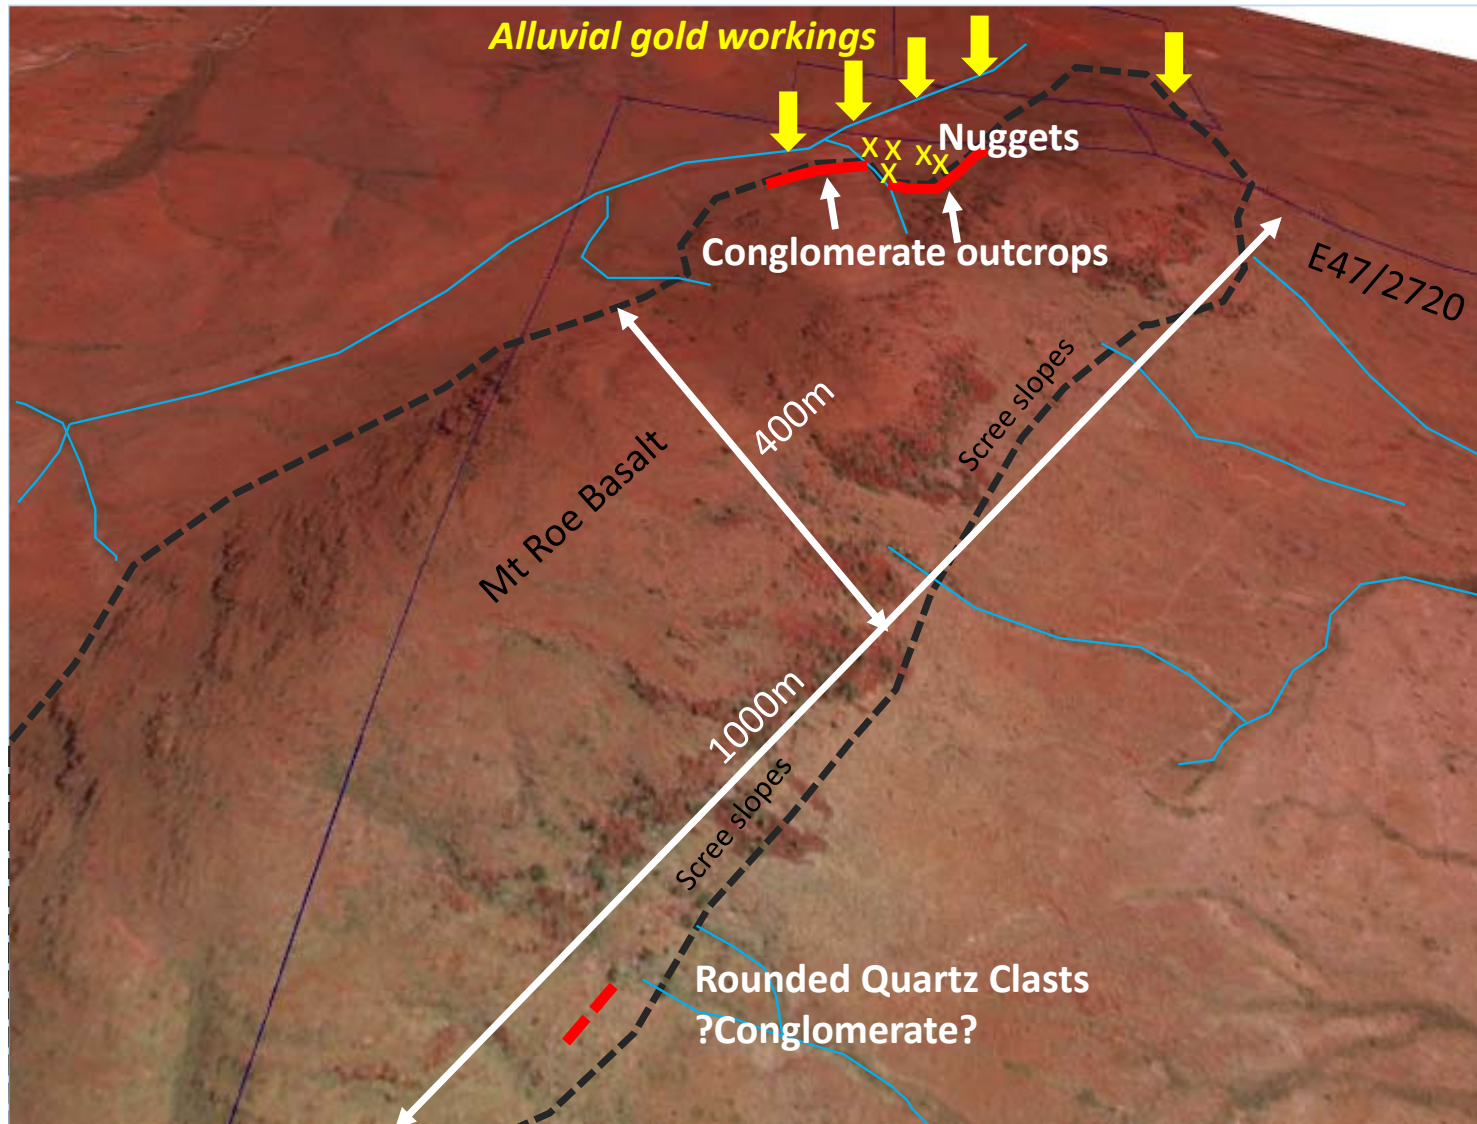 Alluvial gold workings
X X X X X
Nuggets
Conglomerate outcrops
E47/2720
Scree slopes
400m
Mt Roe Basalt
1000m
Scree slopes
Rounded Quartz Clasts
?Conglomerate?